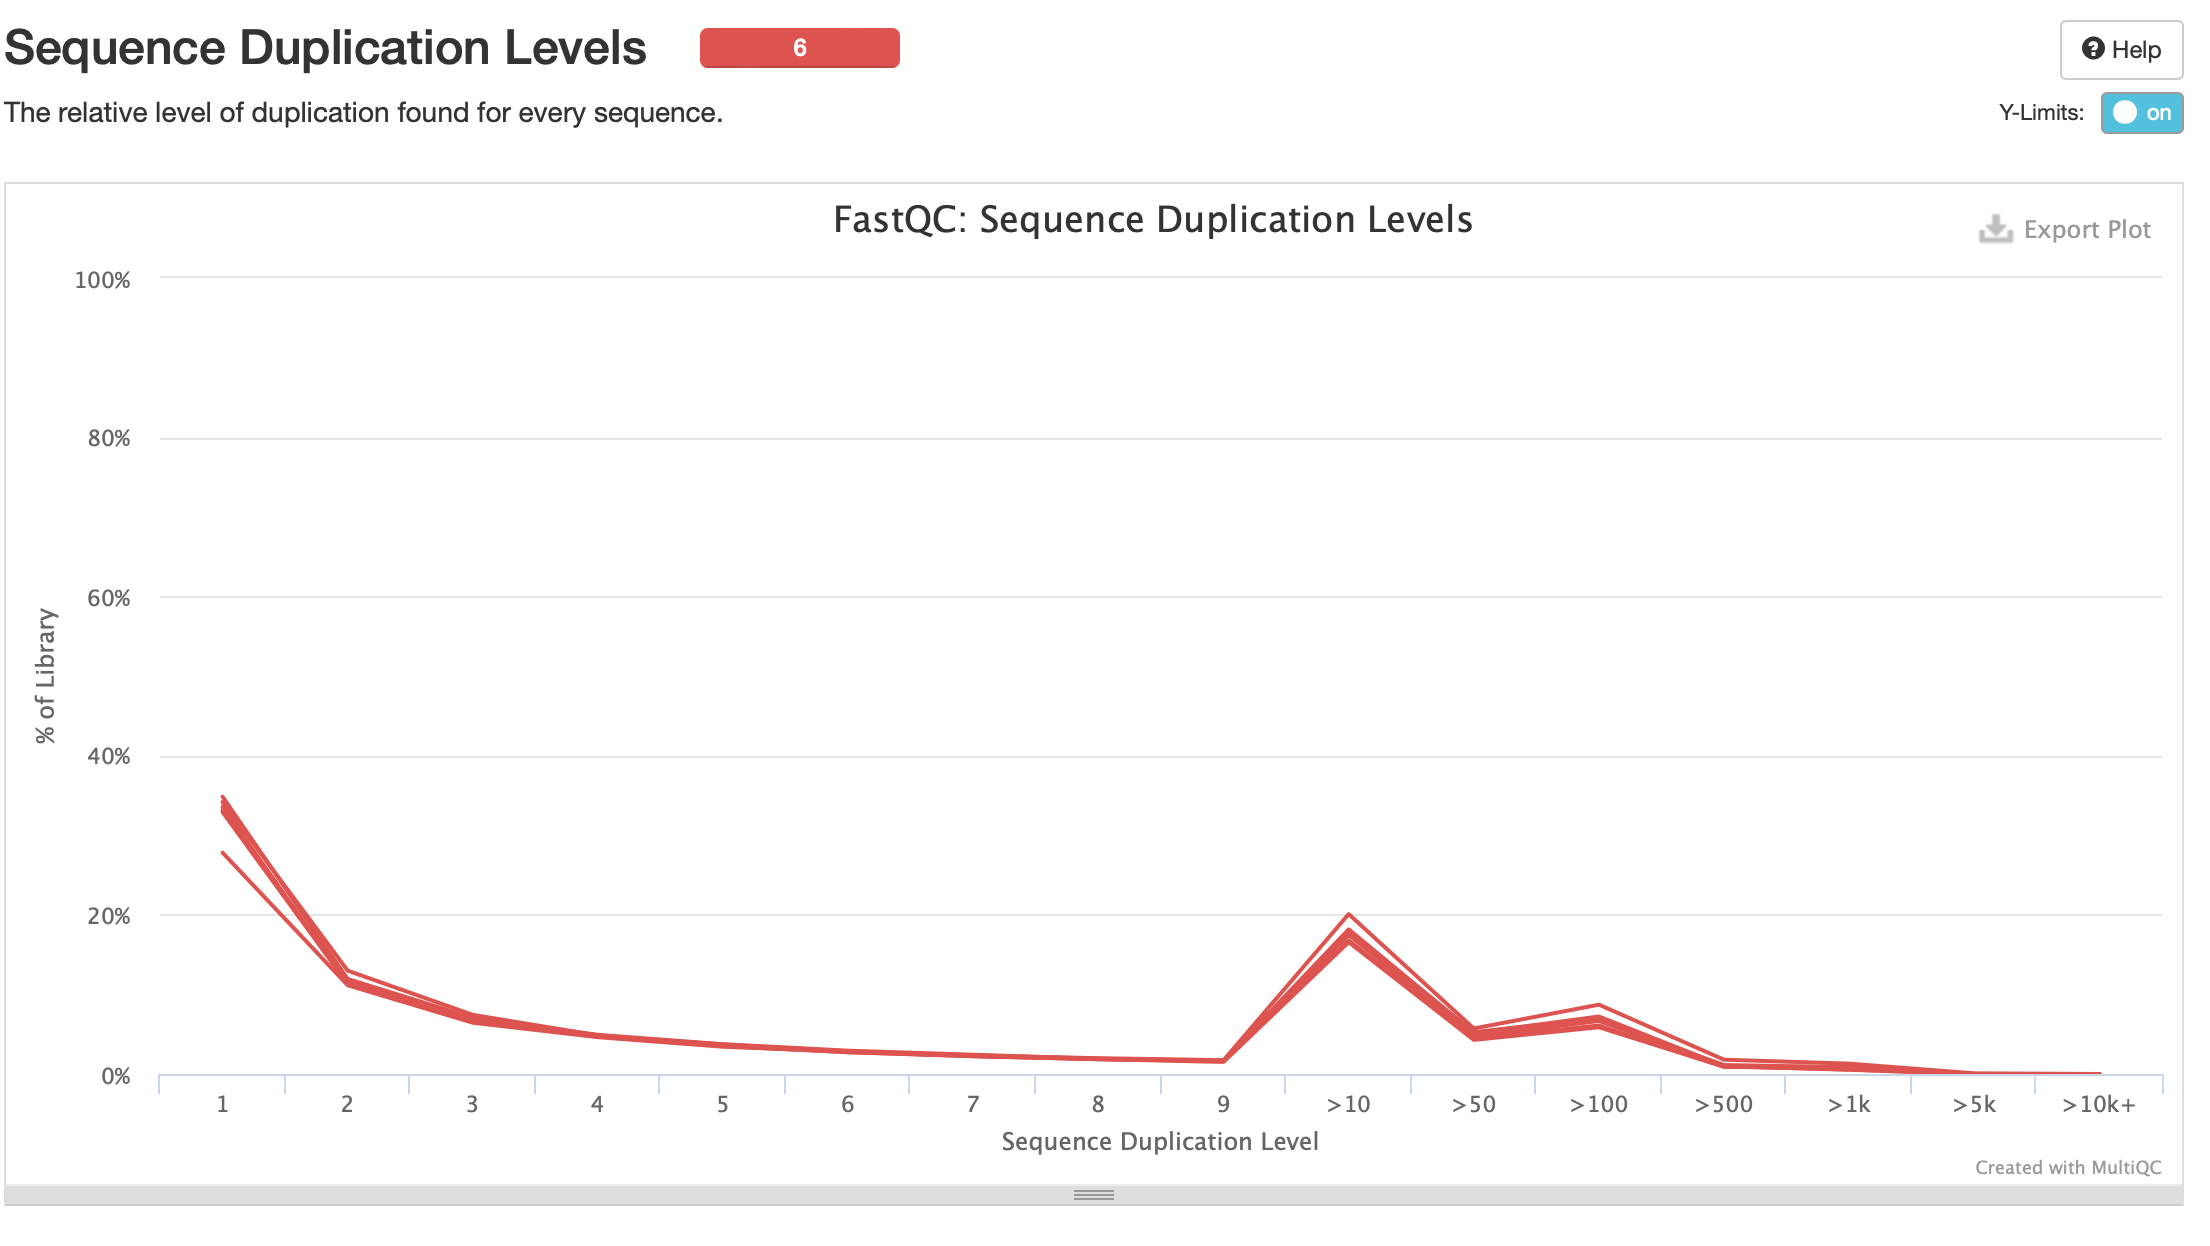 Sequence Duplication Levels
6
Help
The relative level of duplication found for every sequence.
Y-Limits: on
FastQC: Sequence Duplication Levels
Export Plot
100%
80%
60%
40%
20%
0%
% of Library
1 2 3 4 5 6 7 8 9 >10 >50 >100 >500 >1k >5k >10k+
Sequence Duplication Level
Created with MultiQC